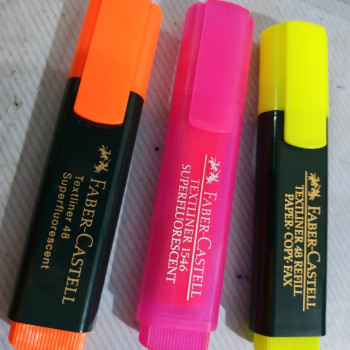 FABER-CASTELL
Textliner 48
Superfluorescent
FABER-CASTELL
TEXTLINER 1546
SUPERFLUORESCENT
FABER-CASTELL
TEXTLINER 48 REFILL
PAPER·COPY·FAX